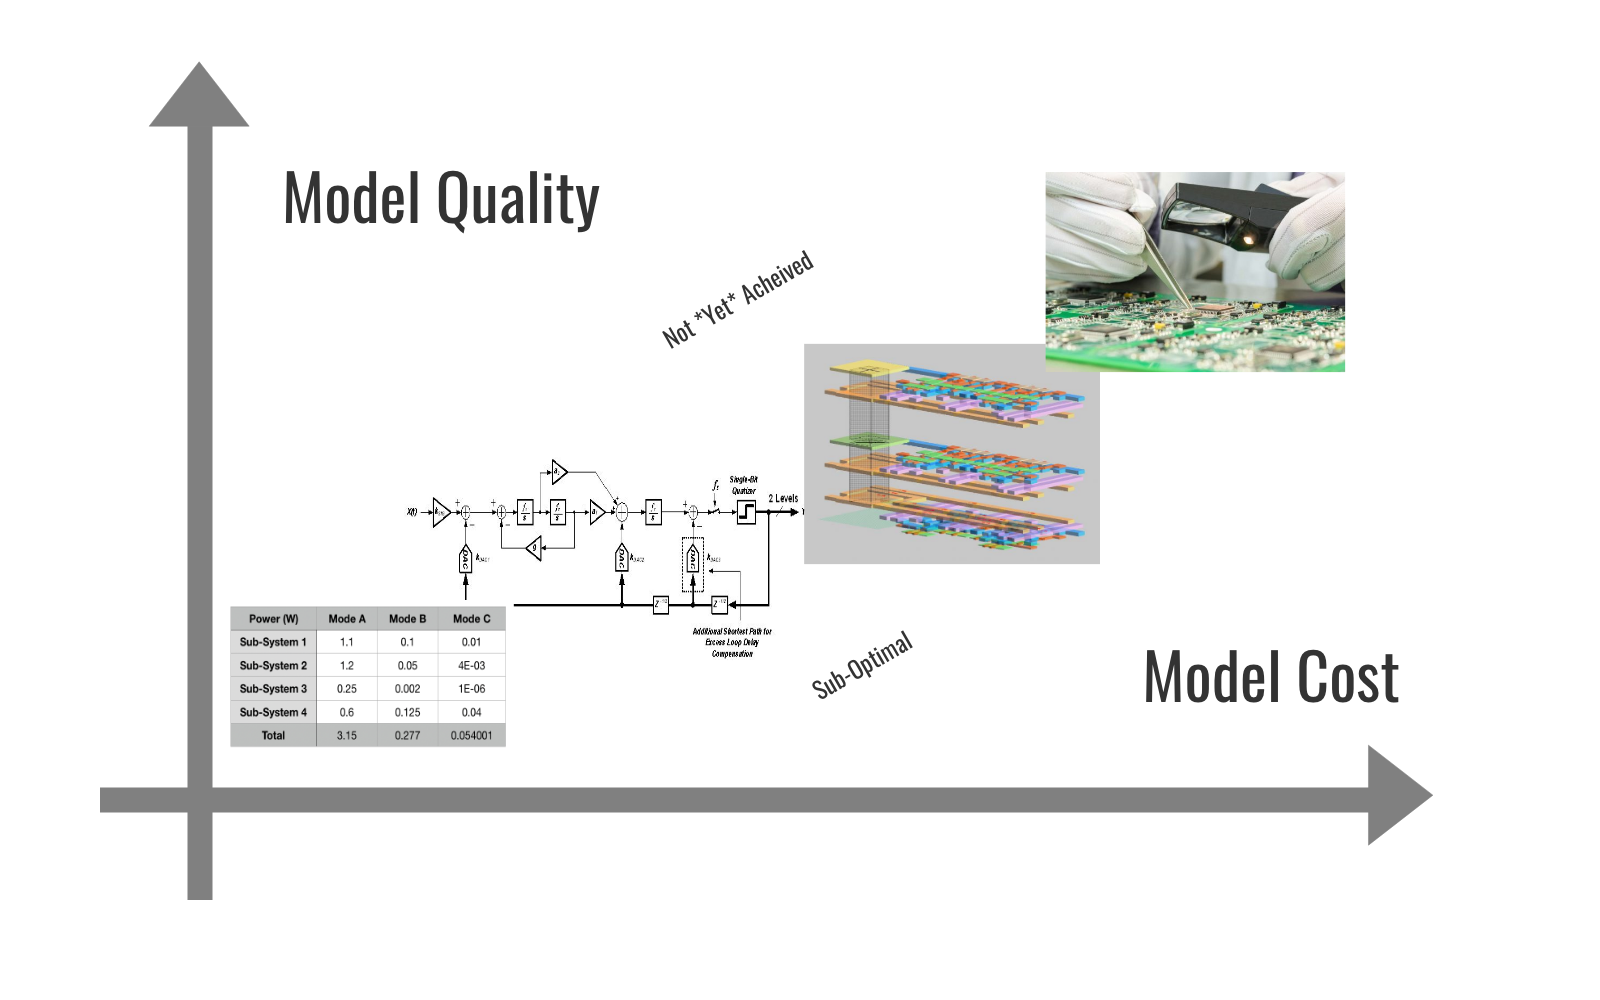 Model Quality
Not *Yet* Acheived
Single-Bit
Quatizer
2 Levels
X(t)
g
DAC
DAC
DAC
Additional Shortest Path for
Excess Loop Delay
Compensation
Power (W) Mode A Mode B Mode C
Sub-System 1 1.1 0.1 0.01
Sub-System 2 1.2 0.05 4E-03
Sub-System 3 0.25 0.002 1E-06
Sub-System 4 0.6 0.125 0.04
Total 3.15 0.277 0.054001
Sub-Optimal
Model Cost